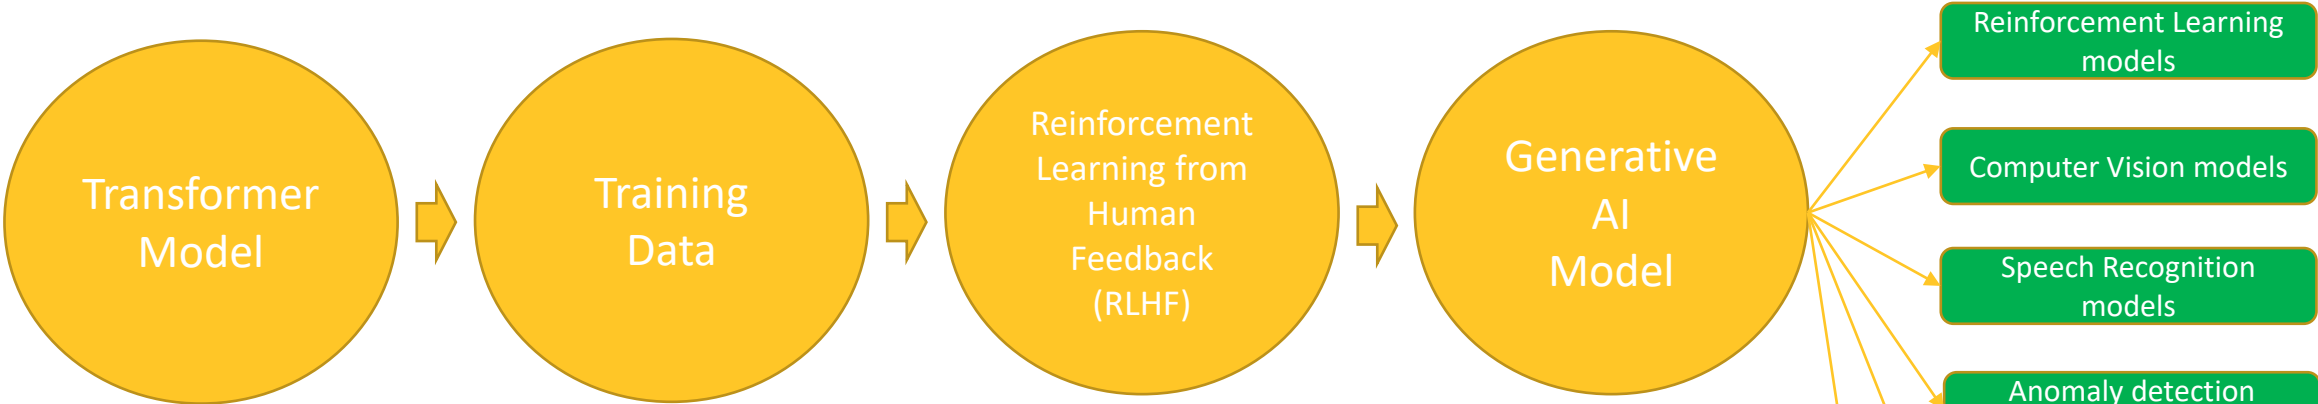 Transformer
Model
Training
Data
Reinforcement
Learning from
Human
Feedback
(RLHF)
Generative
AI
Model
Reinforcement Learning
models
Computer Vision models
Speech Recognition
models
Anomaly detection